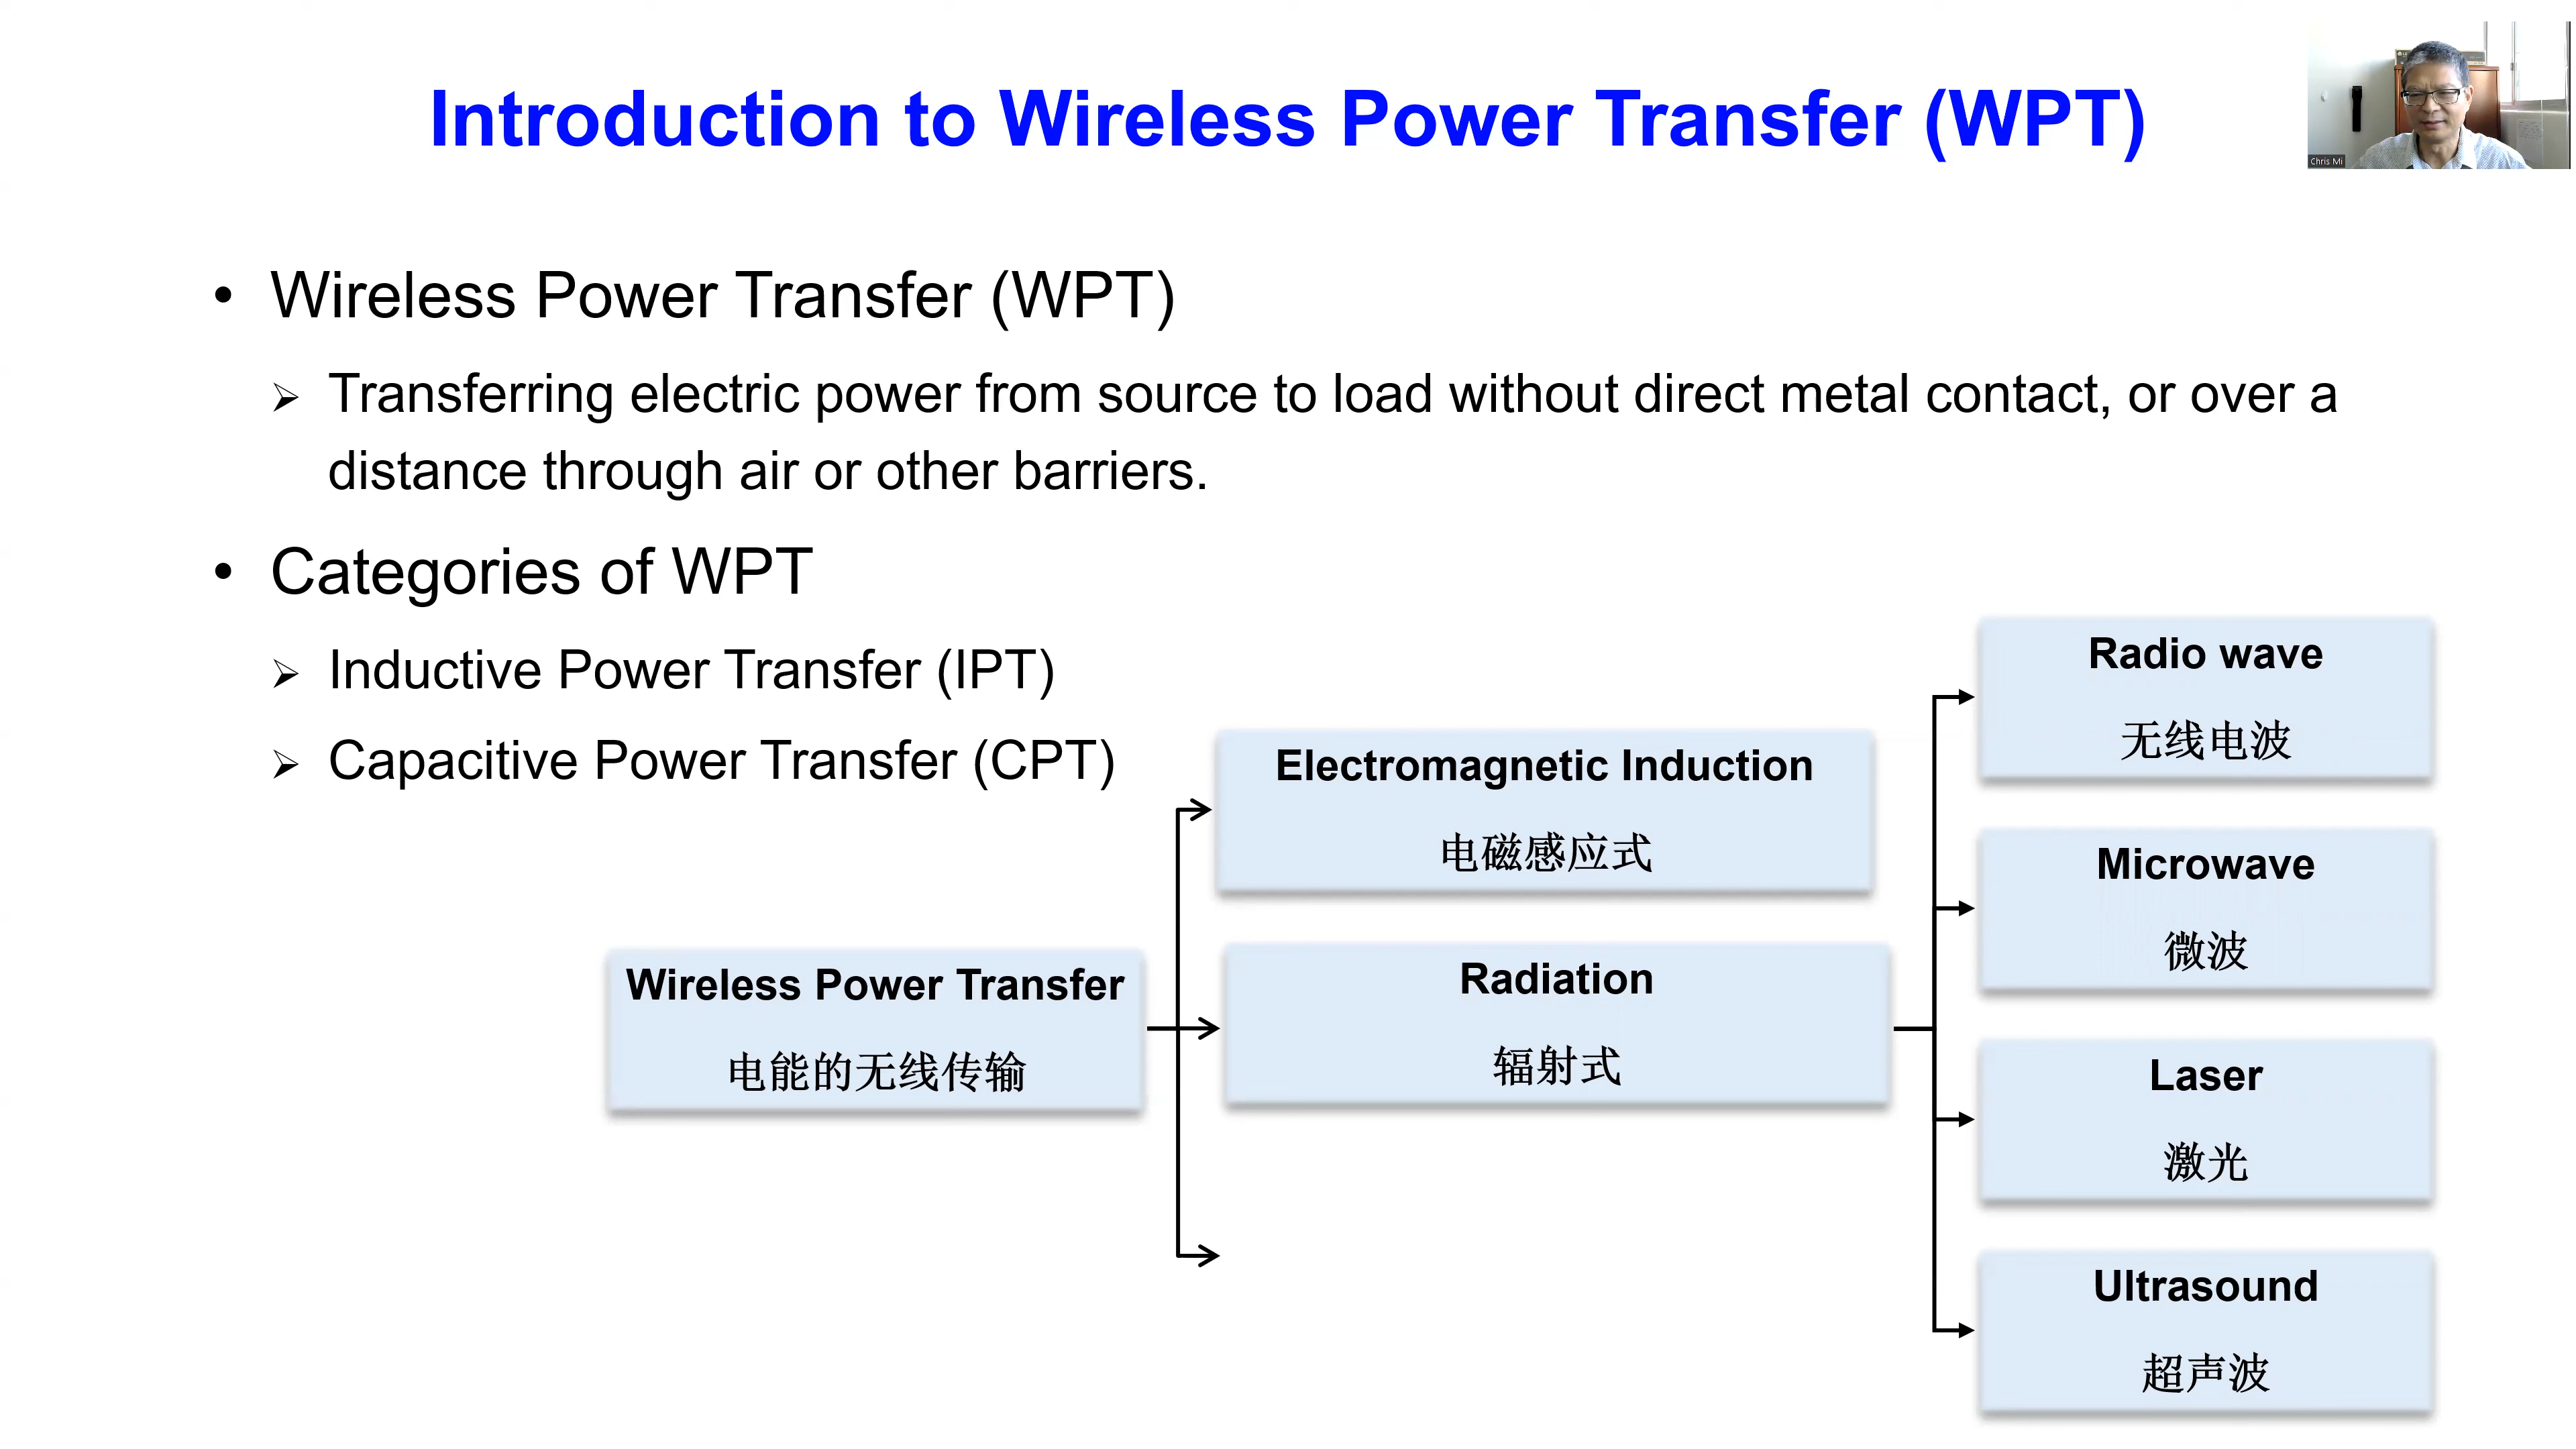 Introduction to Wireless Power Transfer (WPT)
Chris Mi
• Wireless Power Transfer (WPT)
➢ Transferring electric power from source to load without direct metal contact, or over a
distance through air or other barriers.
• Categories of WPT
➢ Inductive Power Transfer (IPT)
➢ Capacitive Power Transfer (CPT)
Wireless Power Transfer
电能的无线传输
Electromagnetic Induction
电磁感应式
Radiation
辐射式
Radio wave
无线电波
Microwave
微波
Laser
激光
Ultrasound
超声波